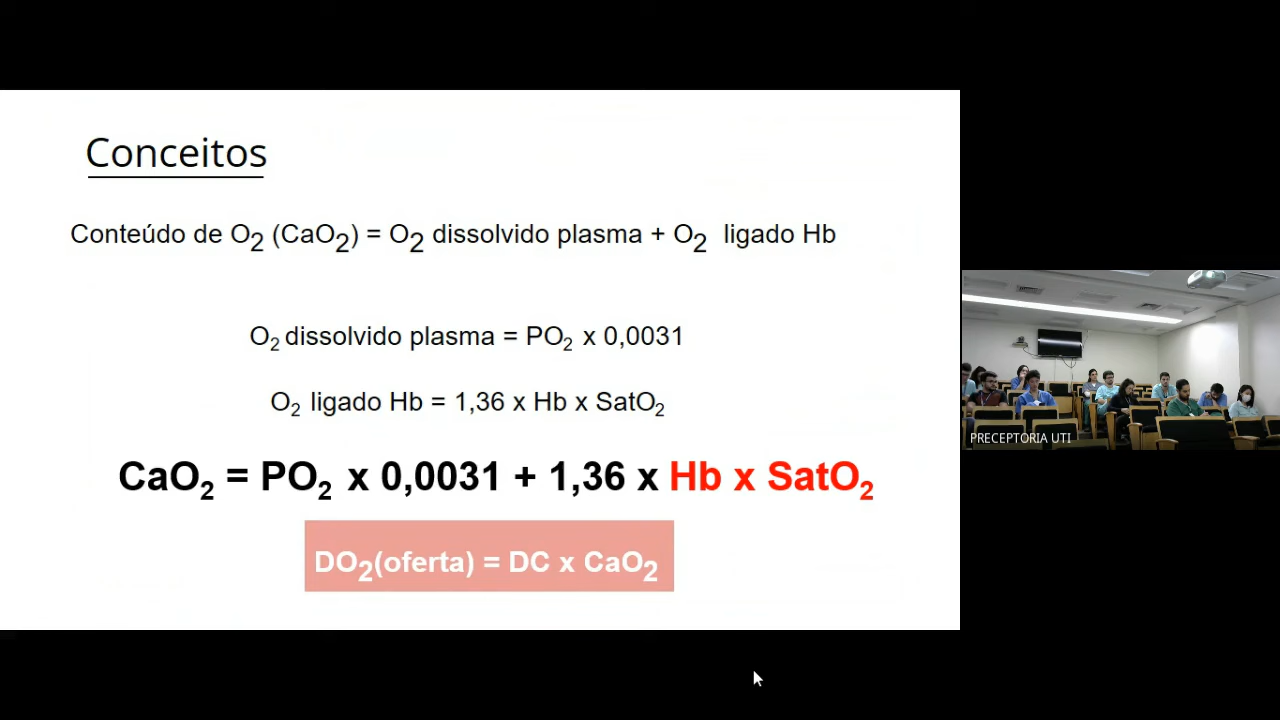 Conceitos
Conteúdo de O₂ (CaO₂) = O₂ dissolvido plasma + O₂ ligado Hb
O₂ dissolvido plasma = PO₂ x 0,0031
O₂ ligado Hb = 1,36 x Hb x SatO₂
CaO₂ = PO₂ x 0,0031 + 1,36 x Hb x SatO₂
DO₂(oferta) = DC x CaO₂
PRECEPTORIA UTI